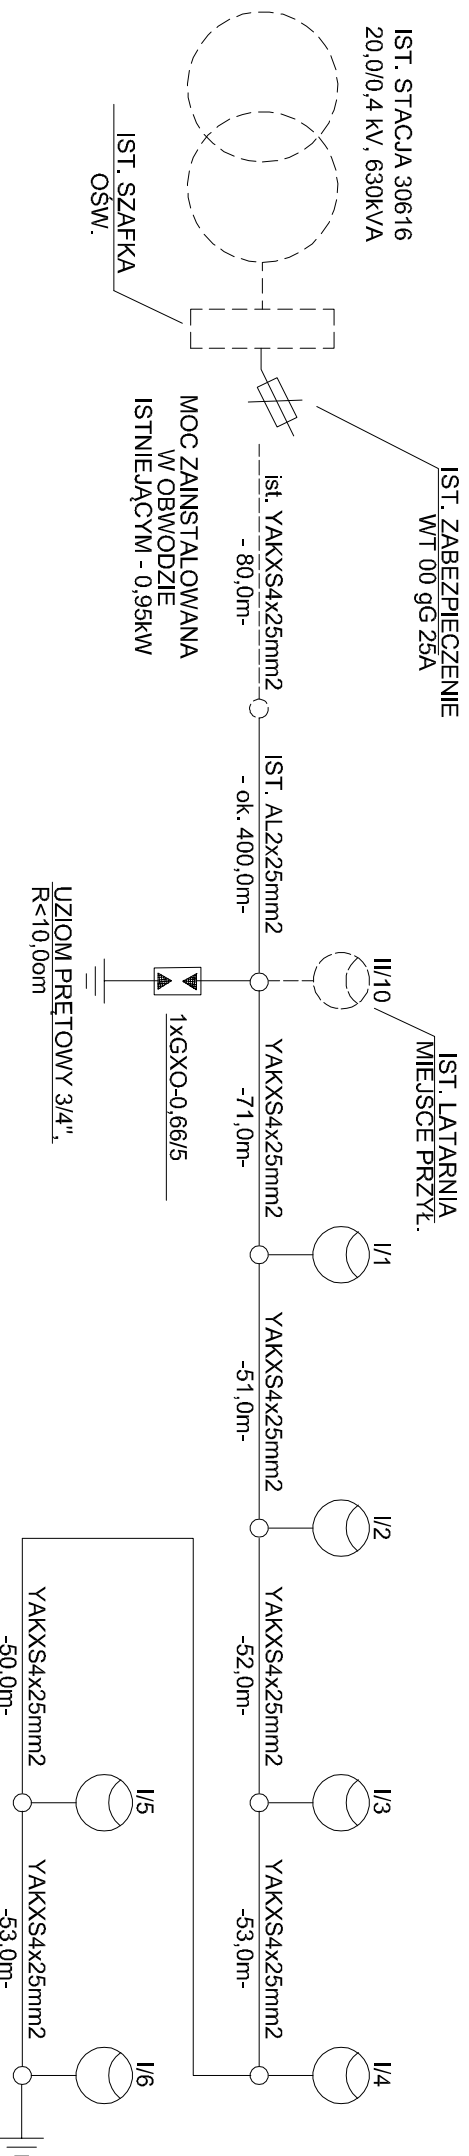 IST. STACJA 30616
20,0/0,4 kV, 630kVA
IST. SZAFKA
OŚW.
IST. ZABEZPIECZENIE
WT 00 gG 25A
MOC ZAINSTALOWANA
W OBWODZIE
ISTNIEJĄCYM - 0,95kW
ist. YAKXS4x25mm2
- 80,0m-
IST. AL2x25mm2
- ok. 400,0m-
II/10
IST. LATARNIA
MIEJSCE PRZYŁ.
1xGXO-0,66/5
UZIOM PRĘTOWY 3/4",
R<10,0om
YAKXS4x25mm2
-71,0m-
I/1
YAKXS4x25mm2
-51,0m-
I/2
YAKXS4x25mm2
-52,0m-
I/3
YAKXS4x25mm2
-53,0m-
I/4
YAKXS4x25mm2
-50,0m-
I/5
YAKXS4x25mm2
-53,0m-
I/6